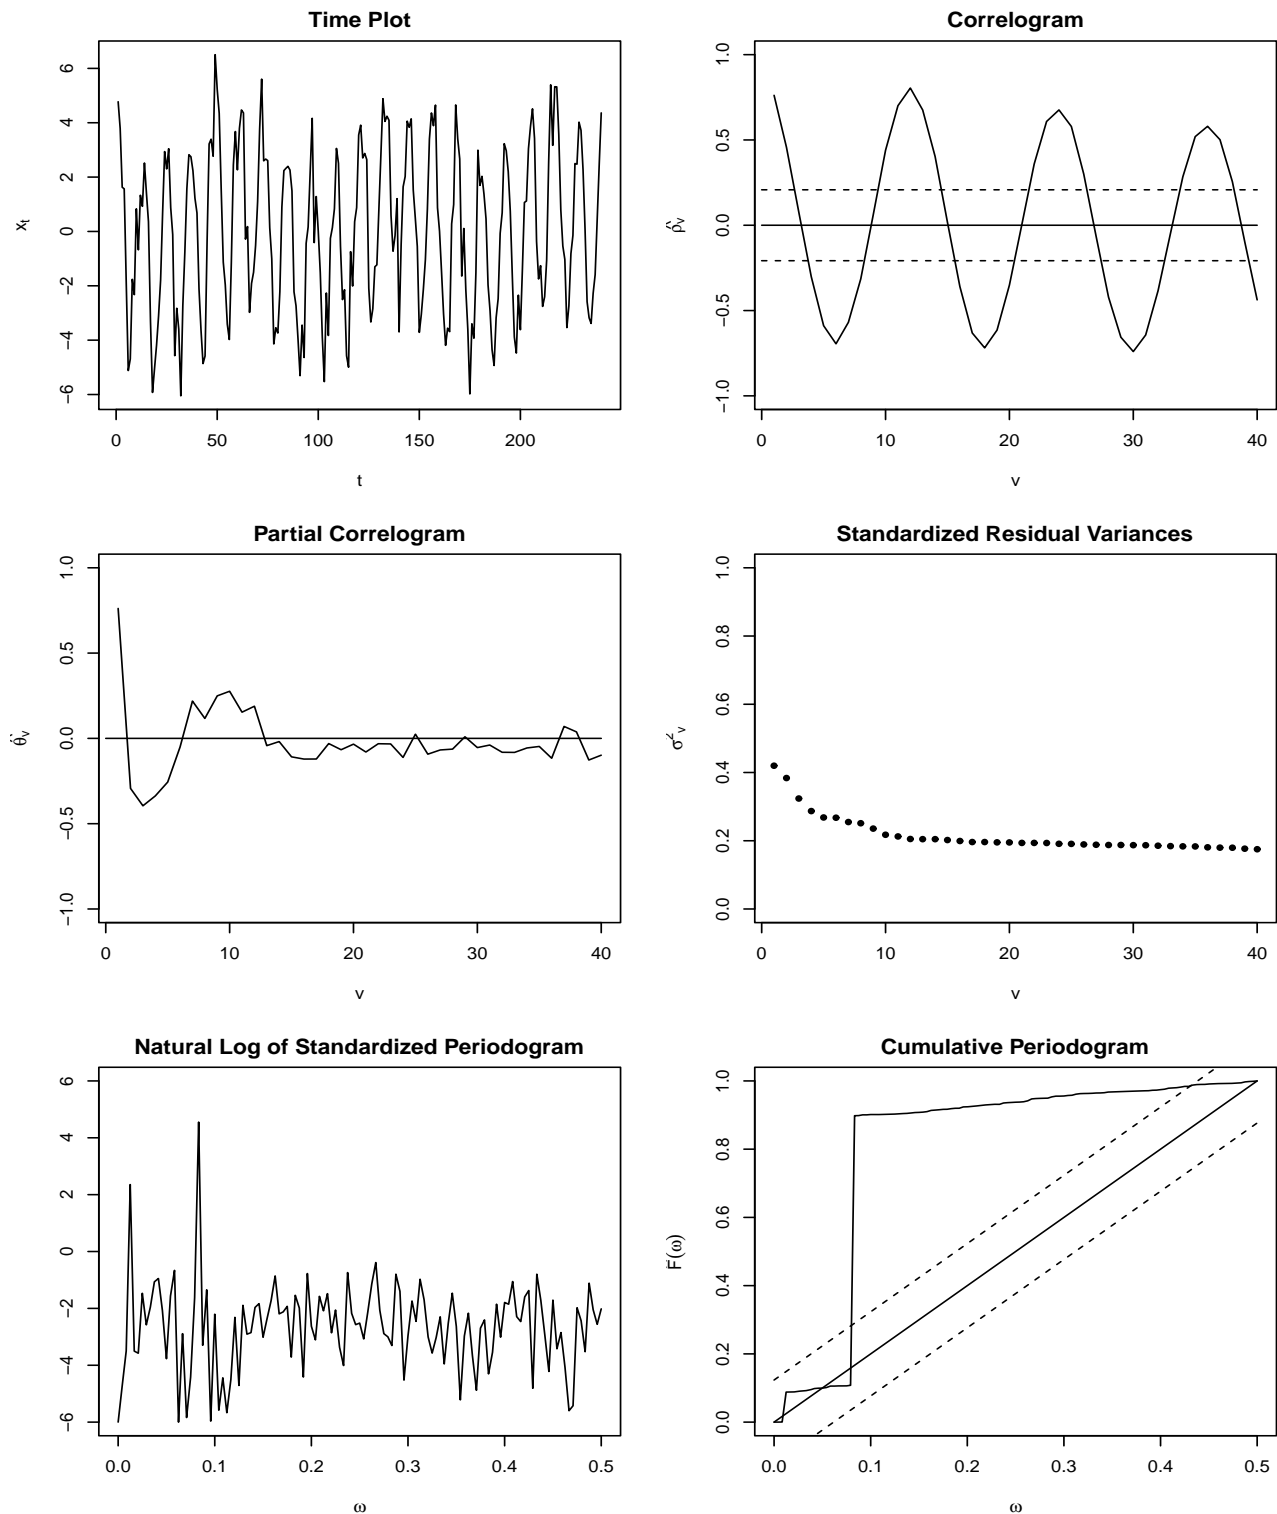 Time Plot
6
4
2
0
−2
−4
−6
x_t
0 50 100 150 200
t
Correlogram
1.0
0.5
0.0
−0.5
−1.0
ρ̂_v
0 10 20 30 40
v
Partial Correlogram
1.0
0.5
0.0
−0.5
−1.0
θ̂_v
0 10 20 30 40
v
Standardized Residual Variances
1.0
0.8
0.6
0.4
0.2
0.0
σ̂²_v
0 10 20 30 40
v
Natural Log of Standardized Periodogram
6
4
2
0
−2
−4
−6
0.0 0.1 0.2 0.3 0.4 0.5
ω
Cumulative Periodogram
1.0
0.8
0.6
0.4
0.2
0.0
F̂(ω)
0.0 0.1 0.2 0.3 0.4 0.5
ω